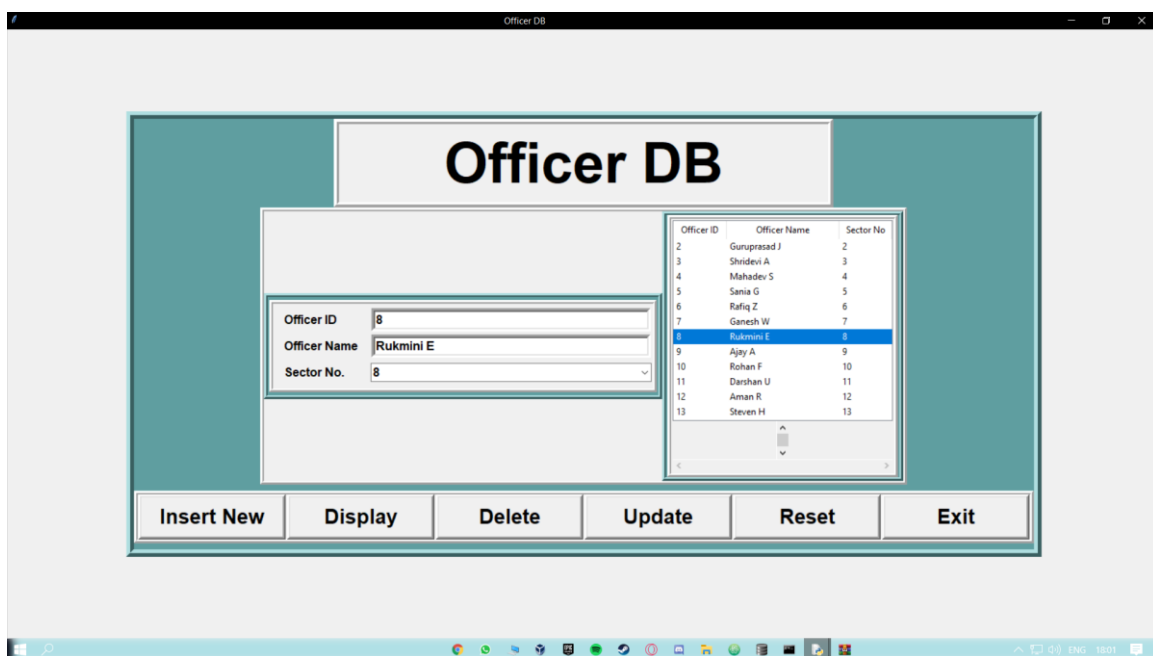 Officer DB
Officer DB
Officer ID Officer Name Sector No
2 Guruprasad J 2
3 Shridevi A 3
4 Mahadev S 4
5 Sania G 5
6 Rafiq Z 6
7 Ganesh W 7
8 Rukmini E 8
9 Ajay A 9
10 Rohan F 10
11 Darshan U 11
12 Aman R 12
13 Steven H 13
Officer ID 8
Officer Name Rukmini E
Sector No. 8
Insert New Display Delete Update Reset Exit
ENG 1801